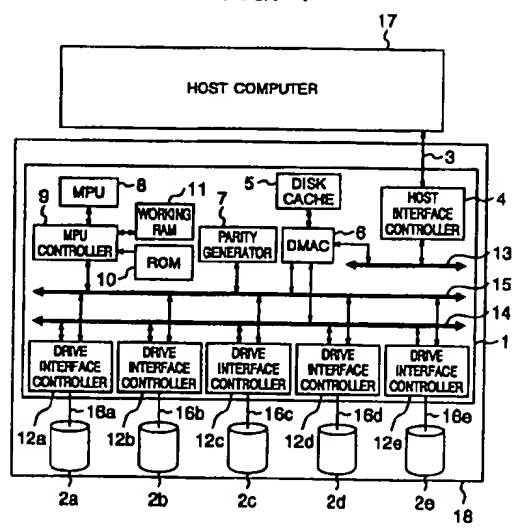 17
HOST COMPUTER
3
5
DISK
CACHE
11
7
MPU
8
4
9
WORKING
RAM
6
HOST
INTERFACE
CONTROLLER
MPU
CONTROLLER
PARITY
GENERATOR
DMAC
ROM
13
10
15
14
1
DRIVE
INTERFACE
CONTROLLER
DRIVE
INTERFACE
CONTROLLER
DRIVE
INTERFACE
CONTROLLER
DRIVE
INTERFACE
CONTROLLER
DRIVE
INTERFACE
CONTROLLER
12a 16a 12b 16b 12c 16c 12d 16d 12e 16e
2a 2b 2c 2d 2e
18